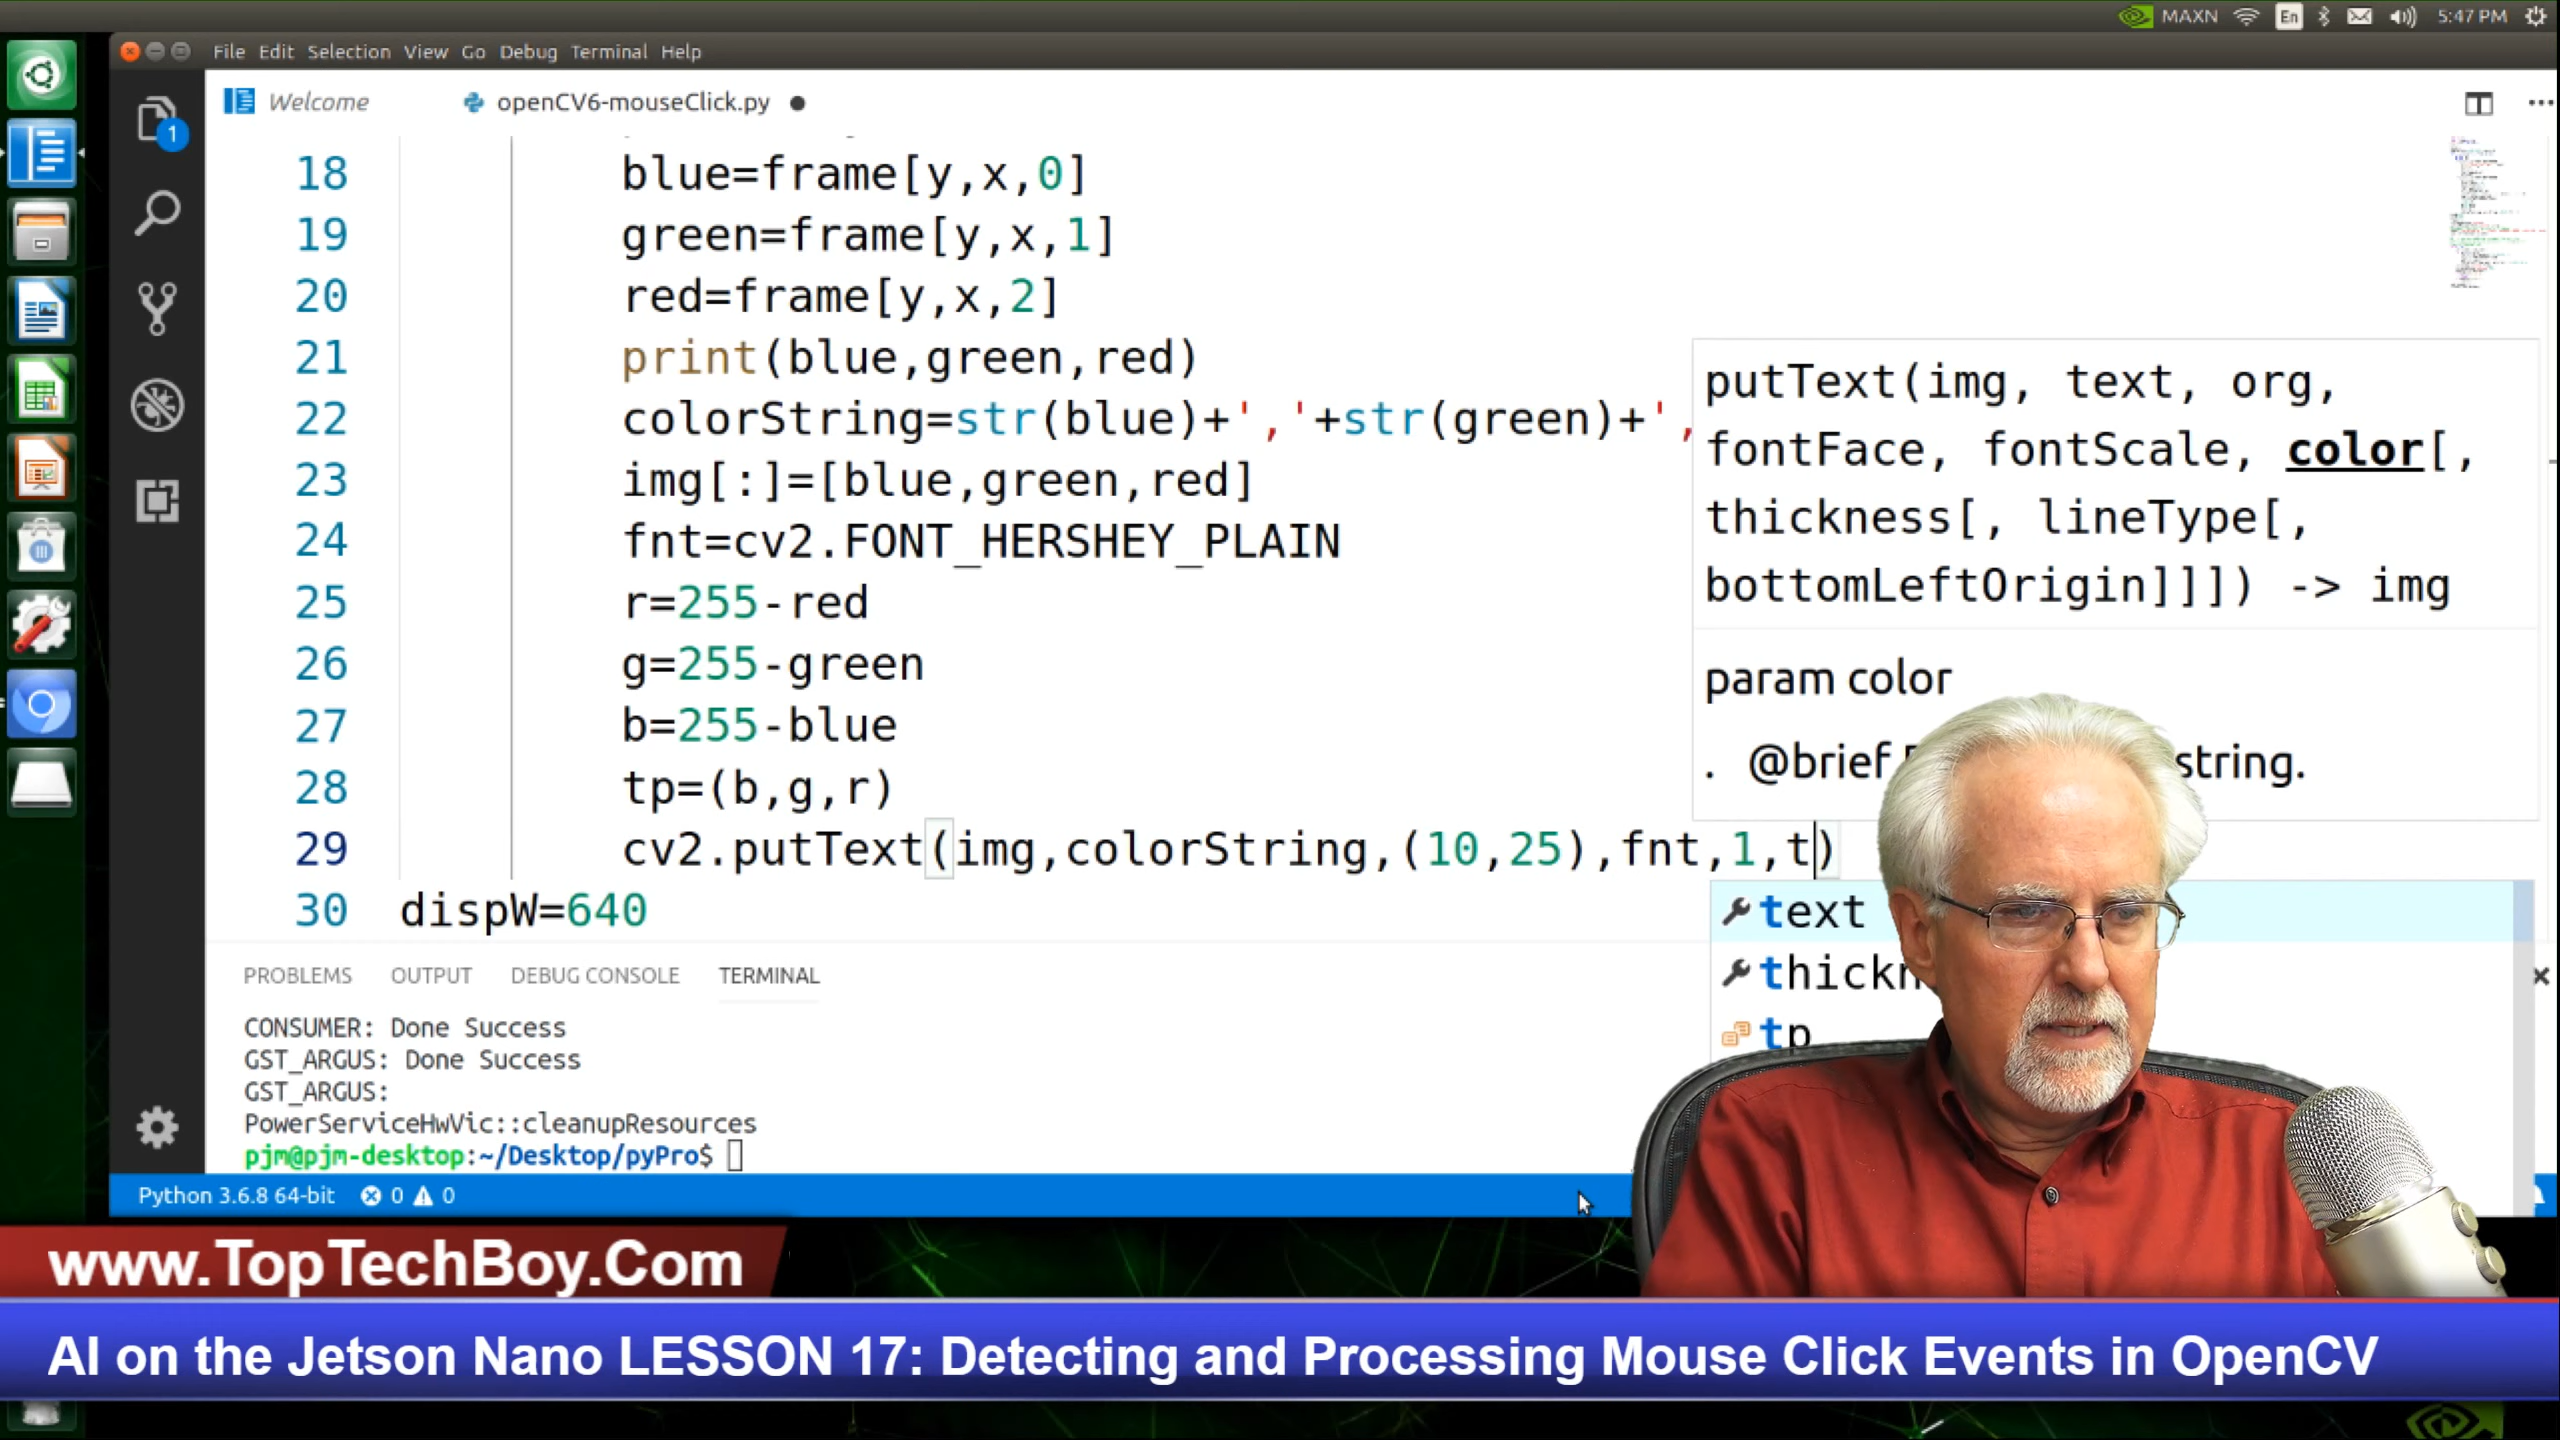 MAXN En 5:47 PM
File Edit Selection View Go Debug Terminal Help
1
Welcome openCV6-mouseClick.py
18 blue=frame[y,x,0]
19 green=frame[y,x,1]
20 red=frame[y,x,2]
21 print(blue,green,red)
22 colorString=str(blue)+','+str(green)+',
23 img[:]=[blue,green,red]
24 fnt=cv2.FONT_HERSHEY_PLAIN
25 r=255-red
26 g=255-green
27 b=255-blue
28 tp=(b,g,r)
29 cv2.putText(img,colorString,(10,25),fnt,1,t)
30 dispW=640
putText(img, text, org,
fontFace, fontScale, color[,
thickness[, lineType[,
bottomLeftOrigin]]]) -> img
param color
. @brief string.
text
thickn
tp
PROBLEMS OUTPUT DEBUG CONSOLE TERMINAL
CONSUMER: Done Success
GST_ARGUS: Done Success
GST_ARGUS:
PowerServiceHwVic::cleanupResources
pjm@pjm-desktop:~/Desktop/pyPro$
Python 3.6.8 64-bit 0 0
www.TopTechBoy.Com
AI on the Jetson Nano LESSON 17: Detecting and Processing Mouse Click Events in OpenCV